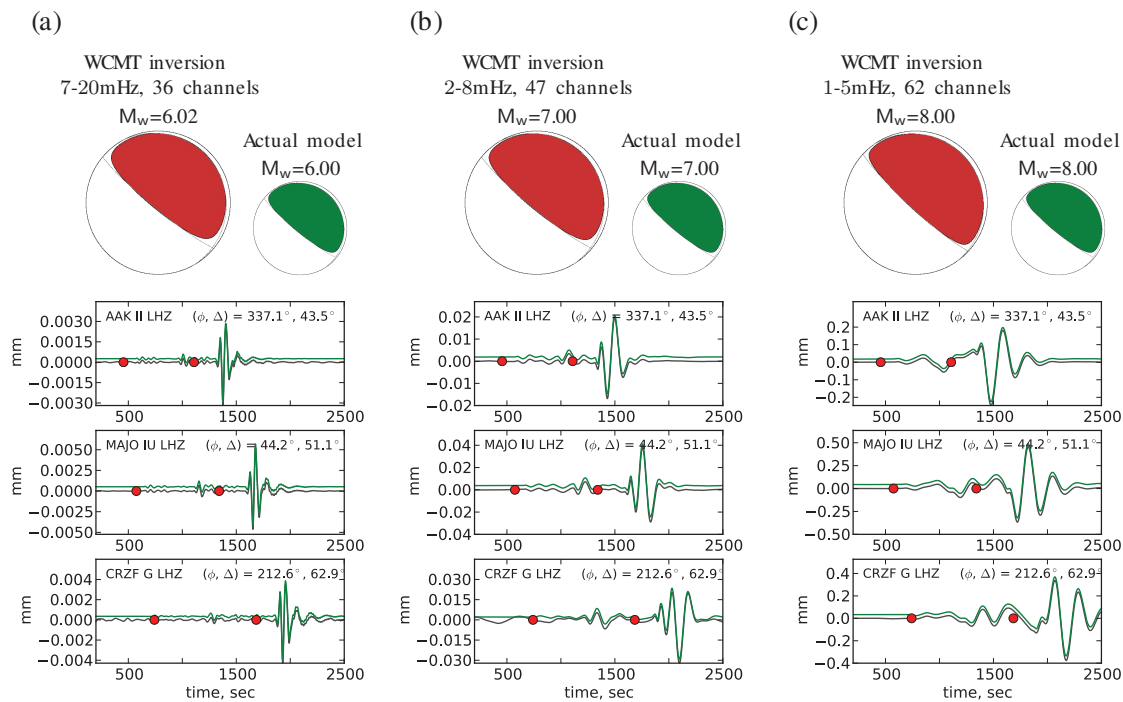 (a)
WCMT inversion
7-20mHz, 36 channels
Mw=6.02
Actual model
Mw=6.00
AAK II LHZ (ϕ, Δ) = 337.1°, 43.5°
mm
0.0030
0.0015
0.0000
−0.0015
−0.0030
500 1500 2500
MAJO IU LHZ (ϕ, Δ) = 44.2°, 51.1°
mm
0.0050
0.0025
0.0000
−0.0025
−0.0050
500 1500 2500
CRZF G LHZ (ϕ, Δ) = 212.6°, 62.9°
mm
0.004
0.002
0.000
−0.002
−0.004
500 1500 2500
time, sec
(b)
WCMT inversion
2-8mHz, 47 channels
Mw=7.00
Actual model
Mw=7.00
AAK II LHZ (ϕ, Δ) = 337.1°, 43.5°
mm
0.02
0.01
0.00
−0.01
−0.02
500 1500 2500
MAJO IU LHZ (ϕ, Δ) = 44.2°, 51.1°
mm
0.04
0.02
0.00
−0.02
−0.04
500 1500 2500
CRZF G LHZ (ϕ, Δ) = 212.6°, 62.9°
mm
0.030
0.015
0.000
−0.015
−0.030
500 1500 2500
time, sec
(c)
WCMT inversion
1-5mHz, 62 channels
Mw=8.00
Actual model
Mw=8.00
AAK II LHZ (ϕ, Δ) = 337.1°, 43.5°
mm
0.2
0.1
0.0
−0.1
−0.2
500 1500 2500
MAJO IU LHZ (ϕ, Δ) = 44.2°, 51.1°
mm
0.50
0.25
0.00
−0.25
−0.50
500 1500 2500
CRZF G LHZ (ϕ, Δ) = 212.6°, 62.9°
mm
0.4
0.2
0.0
−0.2
−0.4
500 1500 2500
time, sec